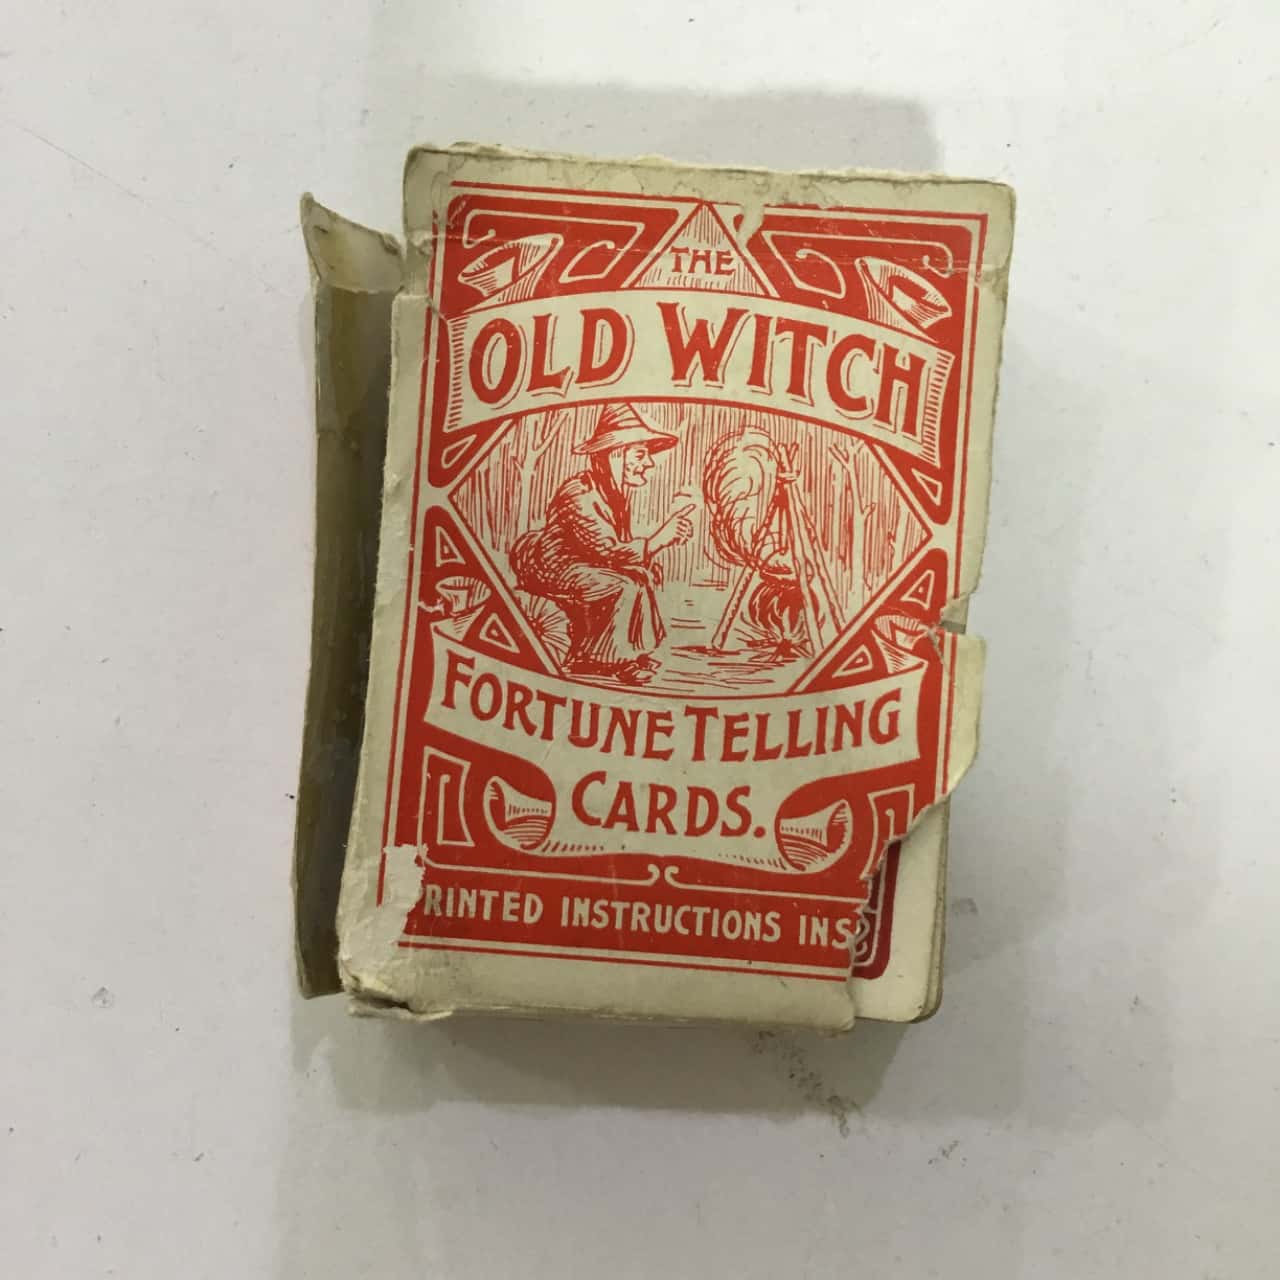 THE
OLD WITCH
FORTUNE TELLING
CARDS.
RINTED INSTRUCTIONS INS